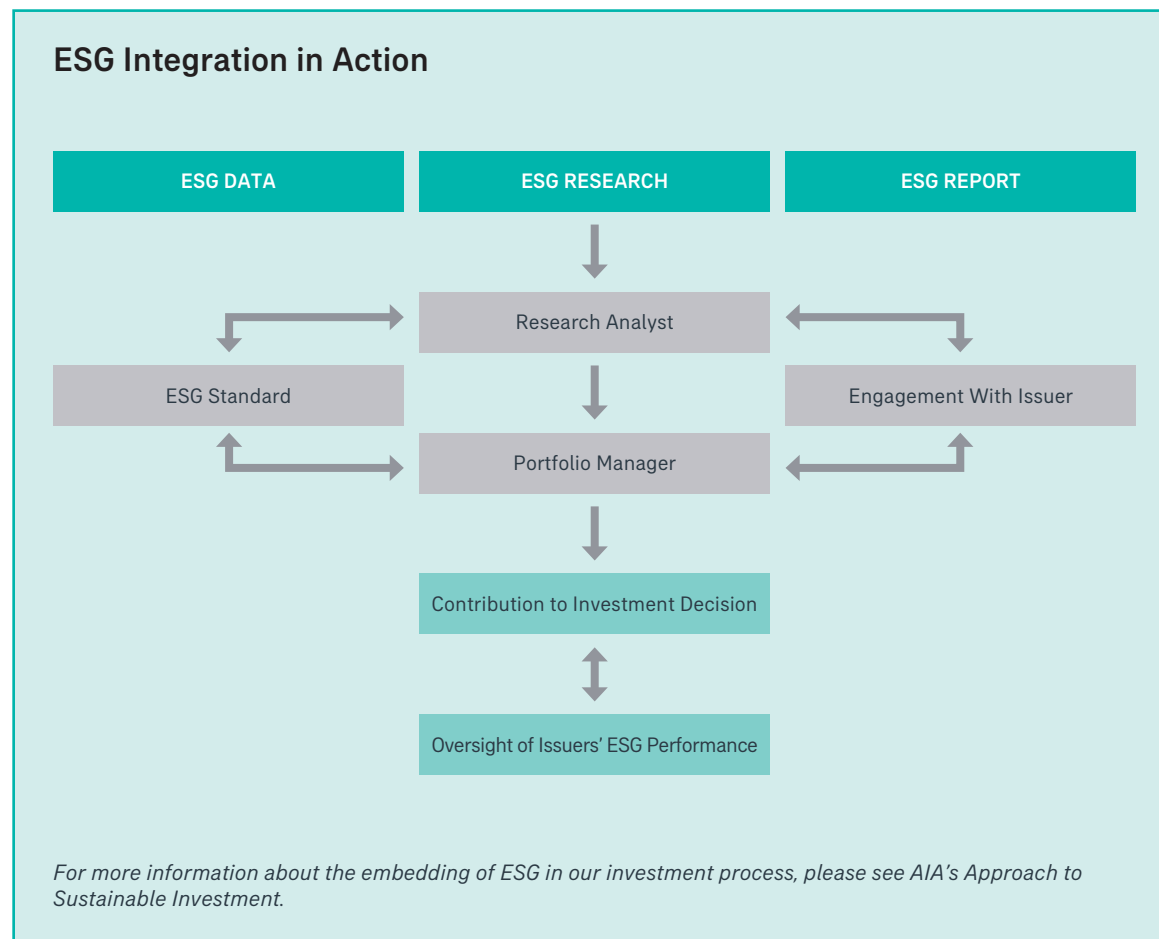 ESG Integration in Action
ESG DATA
ESG RESEARCH
ESG REPORT
Research Analyst
ESG Standard
Engagement With Issuer
Portfolio Manager
Contribution to Investment Decision
Oversight of Issuers’ ESG Performance
For more information about the embedding of ESG in our investment process, please see AIA’s Approach to
Sustainable Investment.